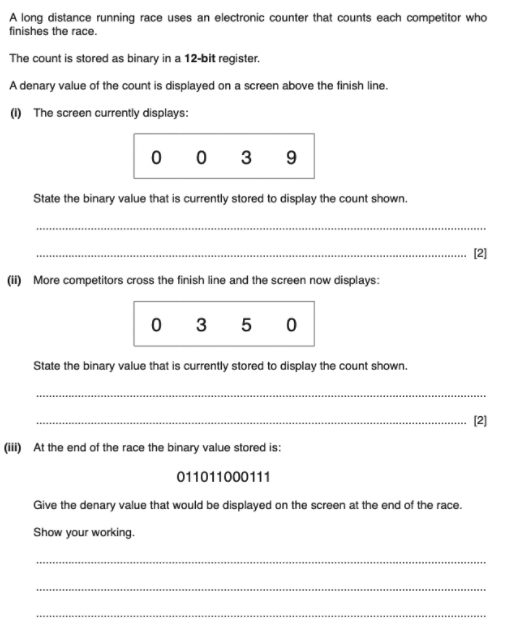 A long distance running race uses an electronic counter that counts each competitor who
finishes the race.
The count is stored as binary in a 12-bit register.
A denary value of the count is displayed on a screen above the finish line.
(i) The screen currently displays:
0 0 3 9
State the binary value that is currently stored to display the count shown.
[2]
(ii) More competitors cross the finish line and the screen now displays:
0 3 5 0
State the binary value that is currently stored to display the count shown.
[2]
(iii) At the end of the race the binary value stored is:
011011000111
Give the denary value that would be displayed on the screen at the end of the race.
Show your working.